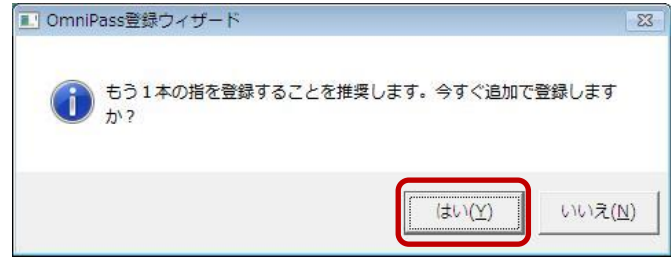 OmniPass登録ウィザード
もう1本の指を登録することを推奨します。今すぐ追加で登録します
か?
はい(Y)
いいえ(N)